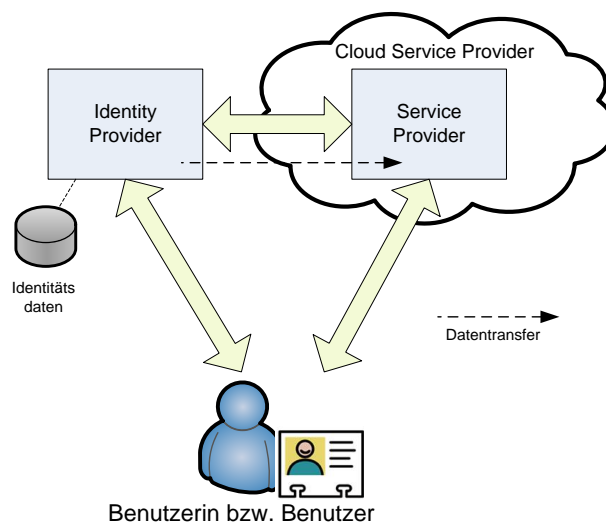 Cloud Service Provider
Identity
Provider
Service
Provider
Identitäts
daten
Datentransfer
Benutzerin bzw. Benutzer